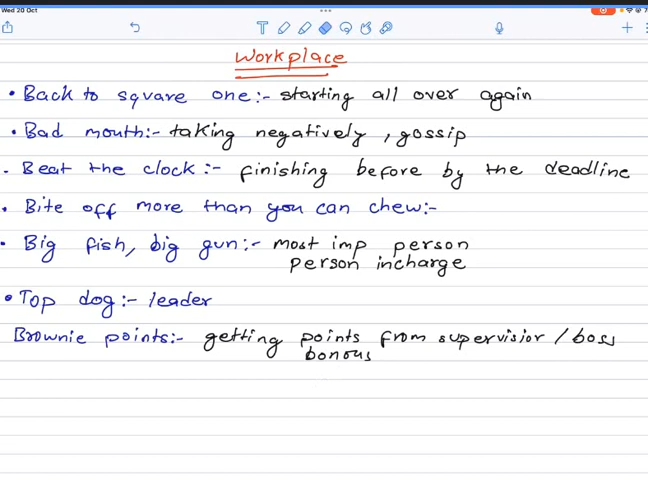 Wed 20 Oct
Workplace
• Back to square one:- starting all over again
• Bad mouth:- taking negatively, gossip
. Beat the clock:- finishing before by the deadline
• Bite off more than you can chew:-
• Big fish, big gun:- most imp person
person incharge
• Top dog:- leader
Brownie points:- getting points from supervisior / boss
bonous